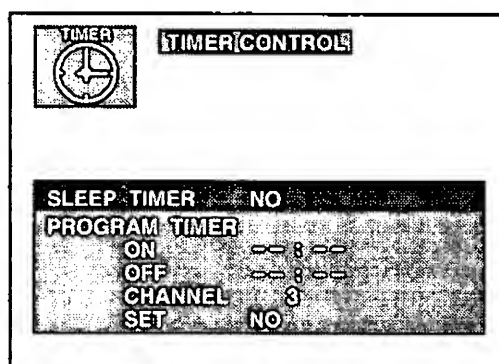 TIMER
TIMER CONTROL
SLEEP TIMER NO
PROGRAM TIMER
ON -- : --
OFF -- : --
CHANNEL 3
SET NO